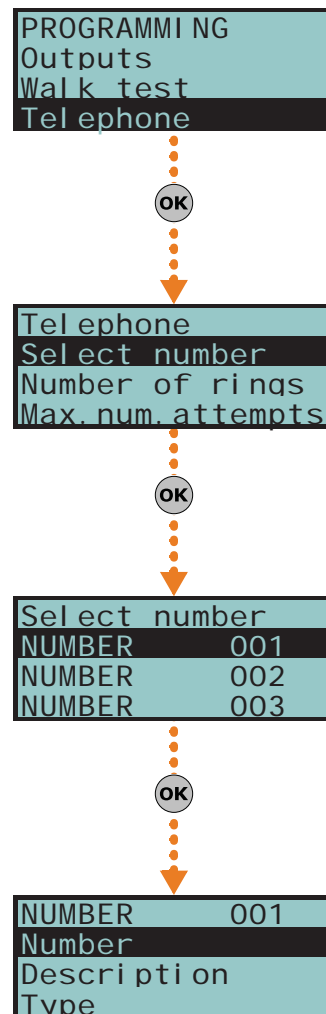 PROGRAMMING
Outputs
Walk test
Telephone
OK
Telephone
Select number
Number of rings
Max.num.attempts
OK
Select number
NUMBER 001
NUMBER 002
NUMBER 003
OK
NUMBER 001
Number
Description
Type